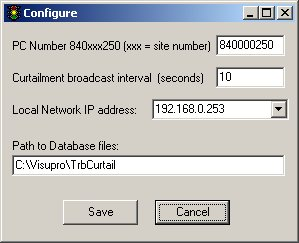 Configure
PC Number 840xxx250 (xxx = site number) 840000250
Curtailment broadcast interval (seconds) 10
Local Network IP address: 192.168.0.253
Path to Database files:
C:\Visupro\TrbCurtail
Save Cancel